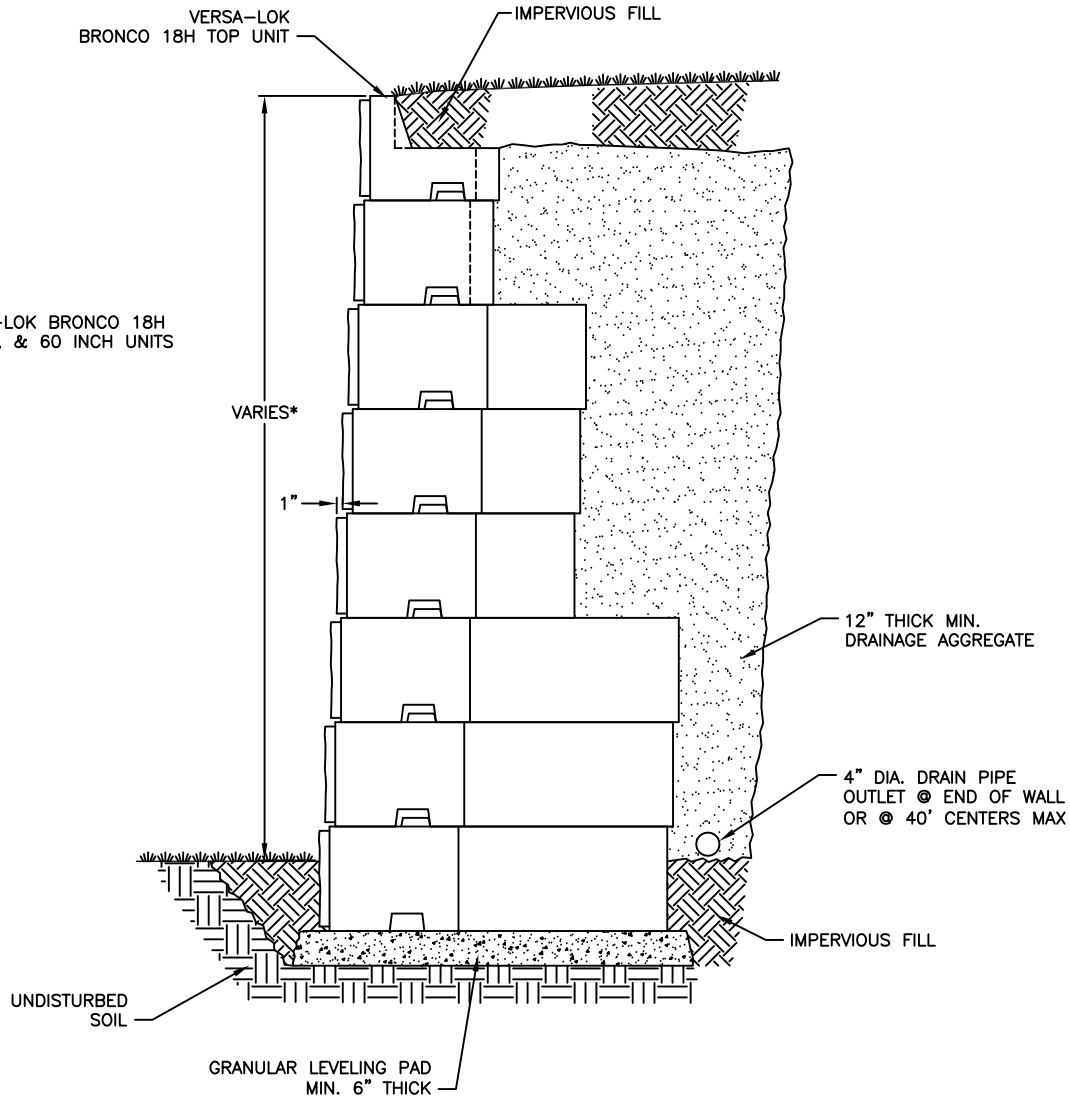 VERSA-LOK
BRONCO 18H TOP UNIT
IMPERVIOUS FILL
-LOK BRONCO 18H
& 60 INCH UNITS
VARIES*
1"
12" THICK MIN.
DRAINAGE AGGREGATE
4" DIA. DRAIN PIPE
OUTLET @ END OF WALL
OR @ 40' CENTERS MAX
IMPERVIOUS FILL
UNDISTURBED
SOIL
GRANULAR LEVELING PAD
MIN. 6" THICK